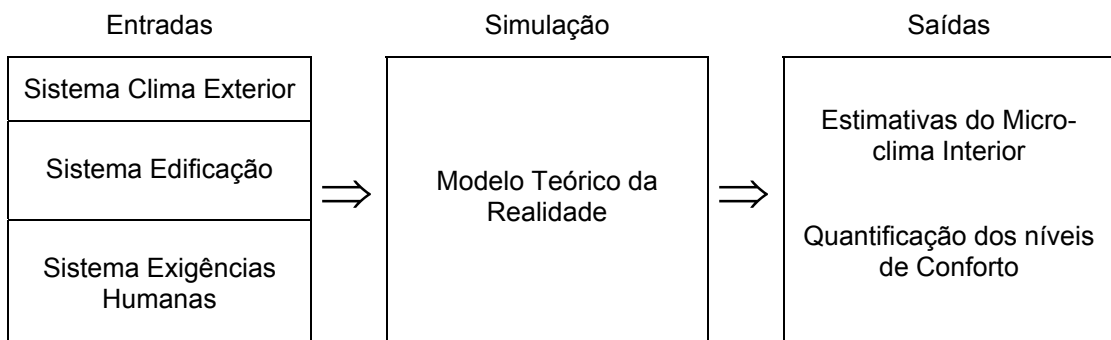 Entradas
Simulação
Saídas
Sistema Clima Exterior
Sistema Edificação
Sistema Exigências
Humanas
⇒
Modelo Teórico da
Realidade
⇒
Estimativas do Micro-
clima Interior
Quantificação dos níveis
de Conforto